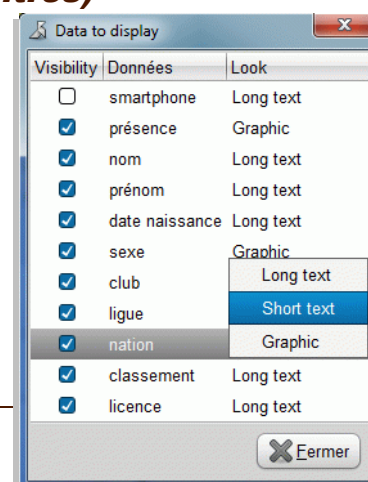 Data to display
Visibility Données Look
smartphone Long text
présence Graphic
nom Long text
prénom Long text
date naissance Long text
sexe Graphic
club Long text
ligue Short text
nation Graphic
classement Long text
licence Long text
Fermer